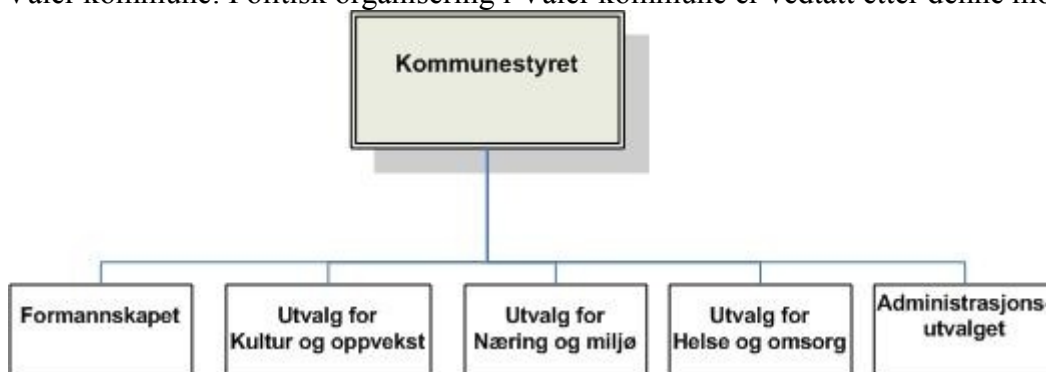 Våler kommune. Politisk organisering i Våler kommune er vedtatt etter denne
Kommunestyret
Formannskapet
Utvalg for
Kultur og oppvekst
Utvalg for
Næring og miljø
Utvalg for
Helse og omsorg
Administrasjons-
utvalget